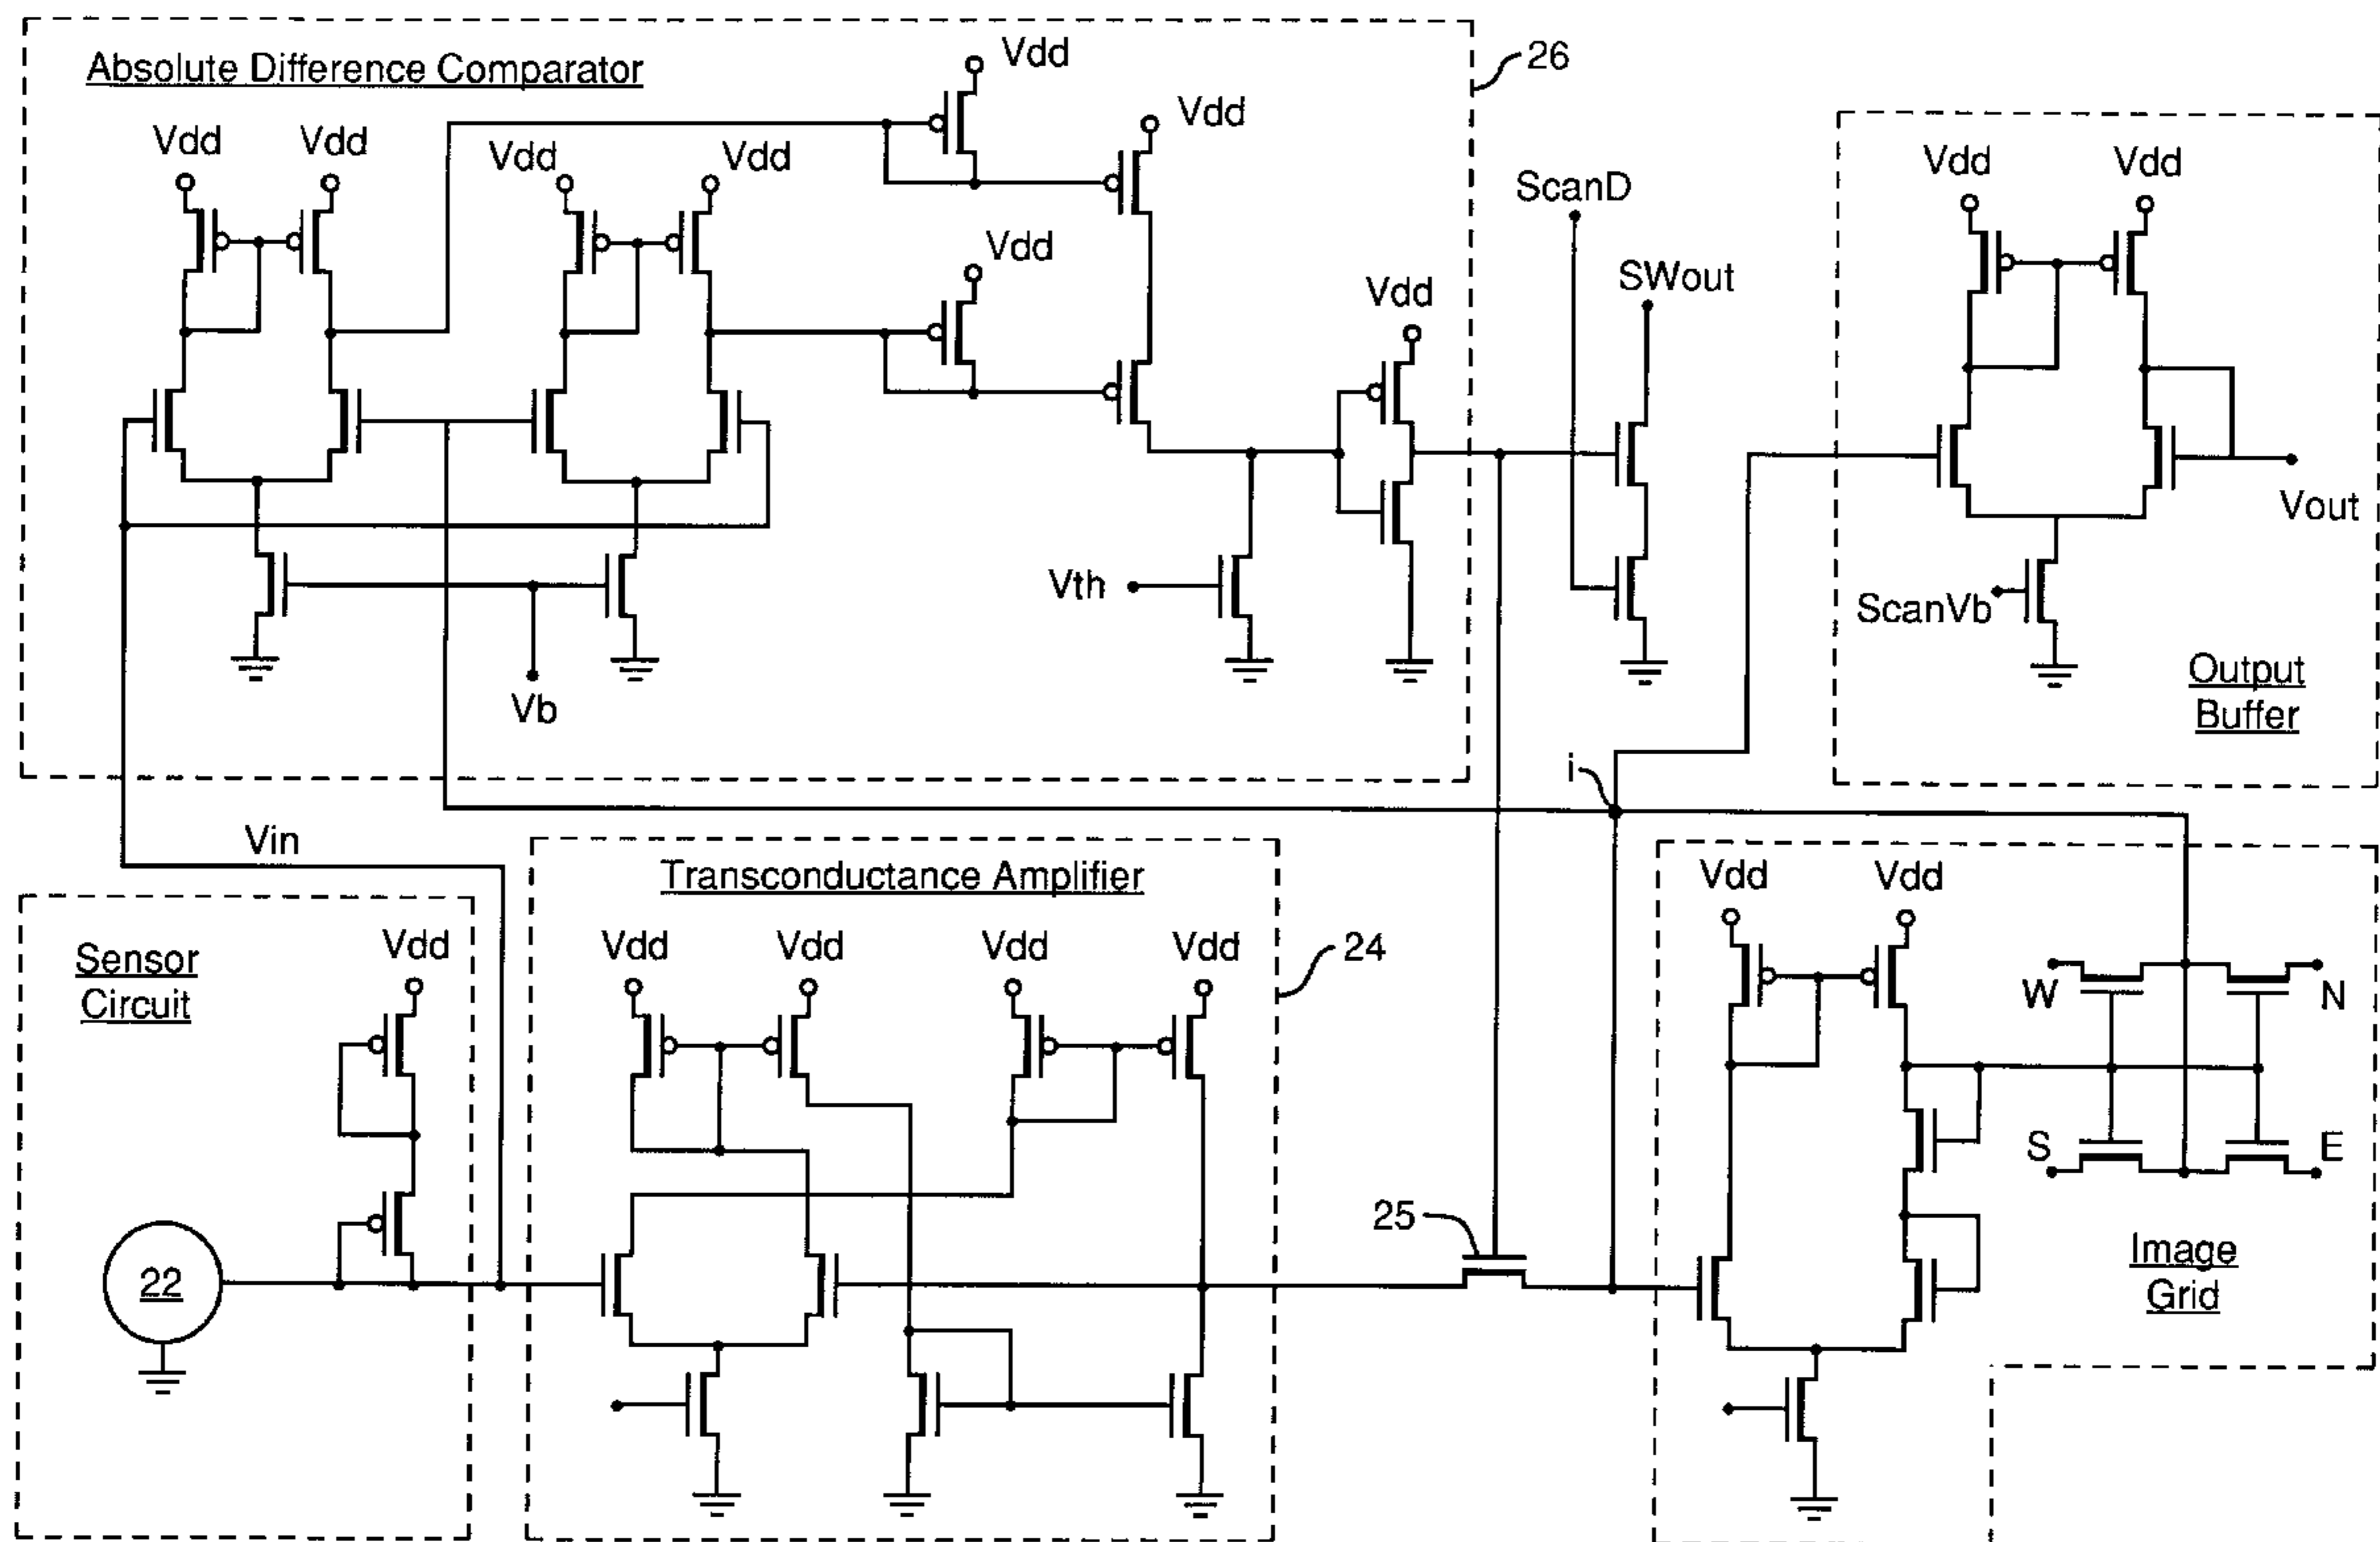 Absolute Difference Comparator
Vdd
Vdd
Vdd
Vdd
Vdd
Vdd
Vdd
Vdd
Vth
Vb
26
ScanD
SWout
Vdd
Vdd
Vout
ScanVb
Output
Buffer
i
Vin
Sensor
Circuit
Vdd
22
Transconductance Amplifier
Vdd
Vdd
Vdd
Vdd
24
25
Vdd
Vdd
W
N
S
E
Image
Grid